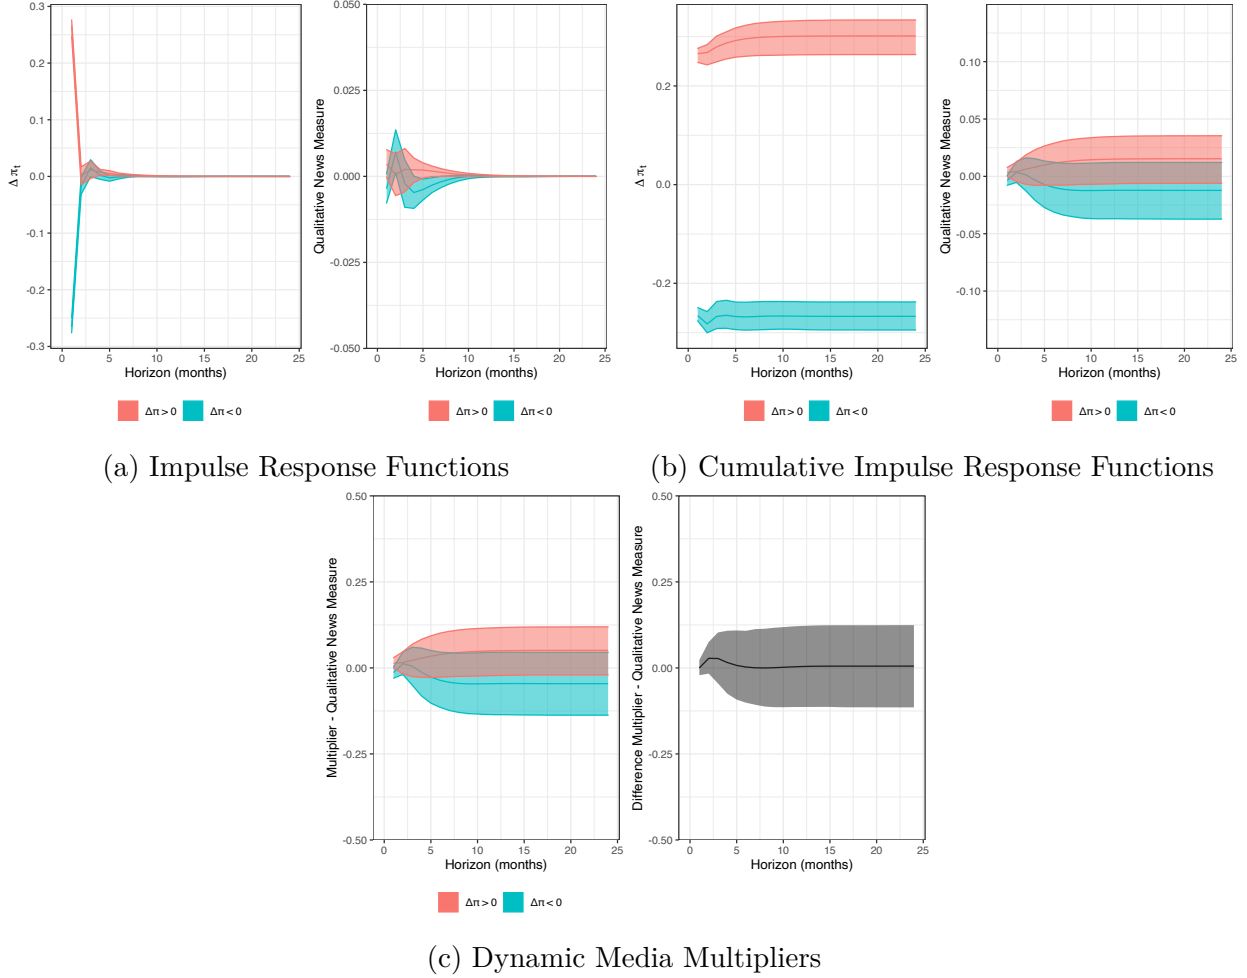 0.3
0.2
0.1
0.0
-0.1
-0.2
-0.3
Δ π t
0 5 10 15 20 25
Horizon (months)
Δπ > 0 Δπ < 0
0.050
0.025
0.000
-0.025
-0.050
Qualitative News Measure
0 5 10 15 20 25
Horizon (months)
Δπ > 0 Δπ < 0
(a) Impulse Response Functions
0.2
0.0
-0.2
Δ π t
0 5 10 15 20 25
Horizon (months)
Δπ > 0 Δπ < 0
0.10
0.05
0.00
-0.05
-0.10
Qualitative News Measure
0 5 10 15 20 25
Horizon (months)
Δπ > 0 Δπ < 0
(b) Cumulative Impulse Response Functions
0.50
0.25
0.00
-0.25
-0.50
Multiplier - Qualitative News Measure
0 5 10 15 20 25
Horizon (months)
Δπ > 0 Δπ < 0
0.50
0.25
0.00
-0.25
-0.50
Difference Multiplier - Qualitative News Measure
0 5 10 15 20 25
Horizon (months)
(c) Dynamic Media Multipliers